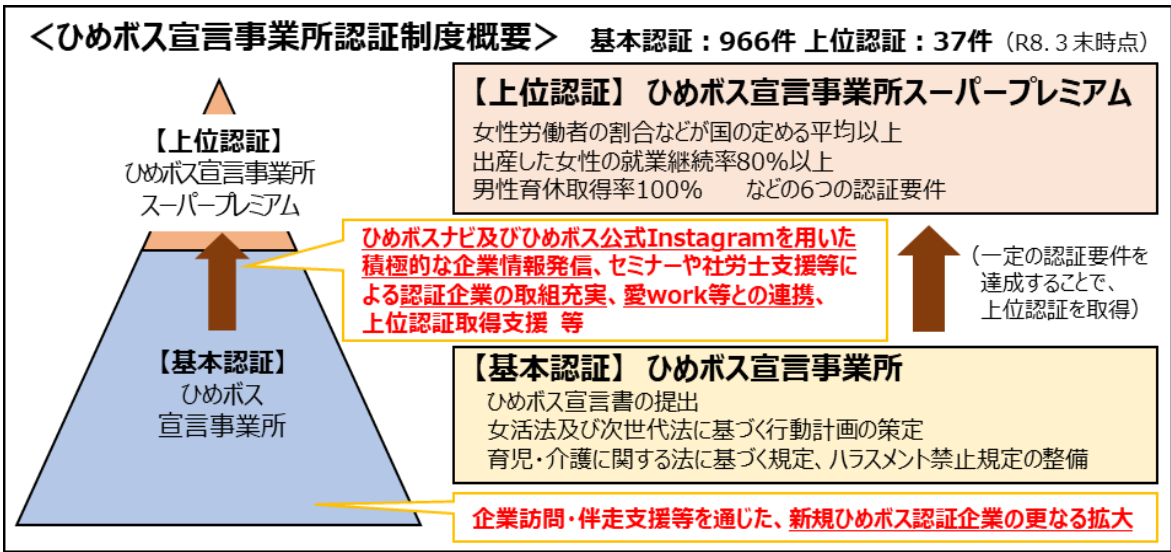 ＜ひめボス宣言事業所認証制度概要＞ 基本認証：966件 上位認証：37件（R8.３末時点）
【上位認証】
ひめボス宣言事業所
スーパープレミアム
【上位認証】 ひめボス宣言事業所スーパープレミアム
女性労働者の割合などが国の定める平均以上
出産した女性の就業継続率80%以上
男性育休取得率100%　などの6つの認証要件
ひめボスナビ及びひめボス公式Instagramを用いた
積極的な企業情報発信、セミナーや社労士支援等に
よる認証企業の取組充実、愛work等との連携、
上位認証取得支援 等
（一定の認証要件を
達成することで、
上位認証を取得）
【基本認証】
ひめボス
宣言事業所
【基本認証】 ひめボス宣言事業所
ひめボス宣言書の提出
女活法及び次世代法に基づく行動計画の策定
育児・介護に関する法に基づく規定、ハラスメント禁止規定の整備
企業訪問・伴走支援等を通じた、新規ひめボス認証企業の更なる拡大